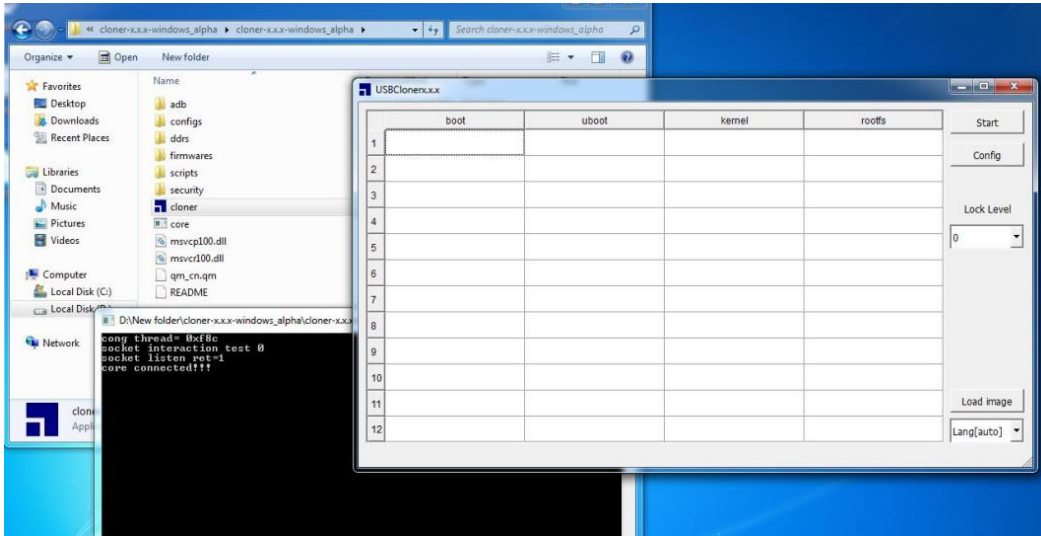 « cloner-x.x.x-windows_alpha ▸ cloner-x.x.x-windows_alpha ▸
Search cloner-x.x.x-windows_alpha
Organize
Open
New folder
Favorites
Desktop
Downloads
Recent Places
Libraries
Documents
Music
Pictures
Videos
Computer
Local Disk (C:)
Local Disk
Network
Name
adb
configs
ddrs
firmwares
scripts
security
cloner
core
msvcp100.dll
msvcr100.dll
qm_cn.qm
README
D:\New folder\cloner-x.x.x-windows_alpha\cloner-x.x.x
cong thread= 0xf8c
socket interaction test 0
socket listen ret=1
core connected!!!
USBClonerx.x.x
boot uboot kernel rootfs
1
2
3
4
5
6
7
8
9
10
11
12
Start
Config
Lock Level
0
Load image
Lang[auto]